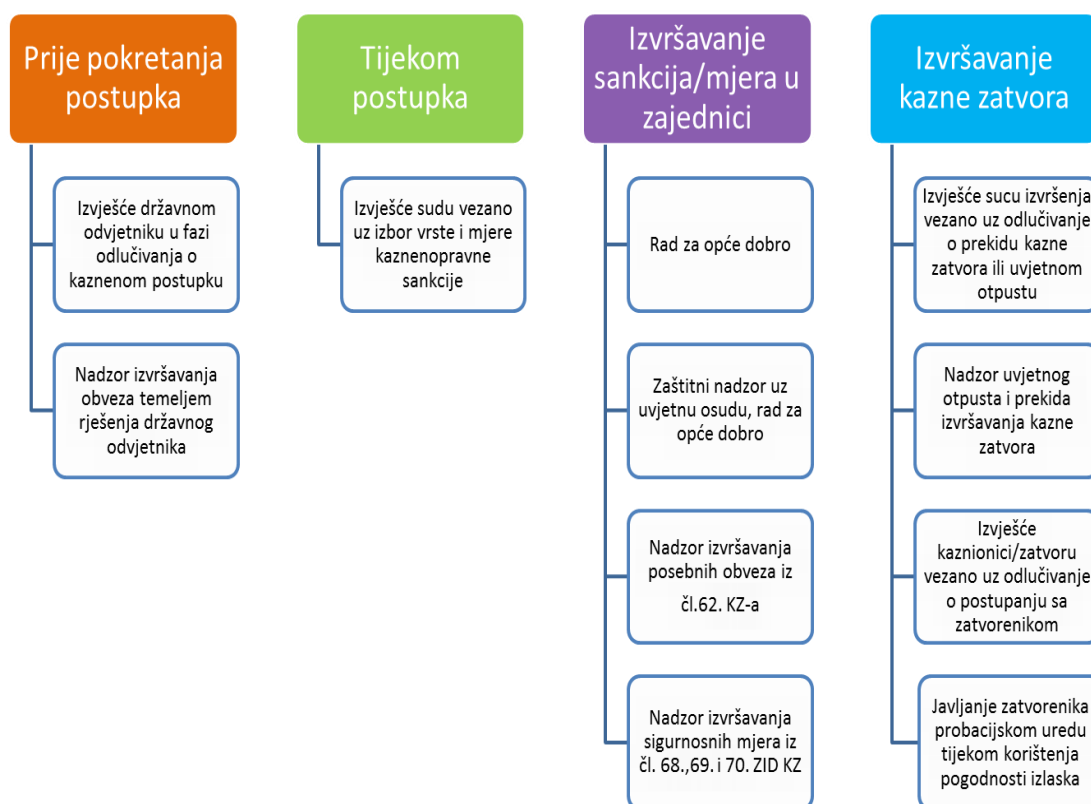 Prije pokretanja
postupka
Izvješće državnom
odvjetniku u fazi
odlučivanja o
kaznenom postupku
Nadzor izvršavanja
obveza temeljem
rješenja državnog
odvjetnika
Tijekom
postupka
Izvješće sudu vezano
uz izbor vrste i mjere
kaznenopravne
sankcije
Izvršavanje
sankcija/mjera u
zajednici
Rad za opće dobro
Zaštitni nadzor uz
uvjetnu osudu, rad za
opće dobro
Nadzor izvršavanja
posebnih obveza iz
čl.62. KZ-a
Nadzor izvršavanja
sigurnosnih mjera iz
čl. 68.,69. i 70. ZID KZ
Izvršavanje
kazne zatvora
Izvješće sucu izvršenja
vezano uz odlučivanje
o prekidu kazne
zatvora ili uvjetnom
otpustu
Nadzor uvjetnog
otpusta i prekida
izvršavanja kazne
zatvora
Izvješće
kaznionici/zatvoru
vezano uz odlučivanje
o postupanju sa
zatvorenikom
Javljanje zatvorenika
probacijskom uredu
tijekom korištenja
pogodnosti izlaska